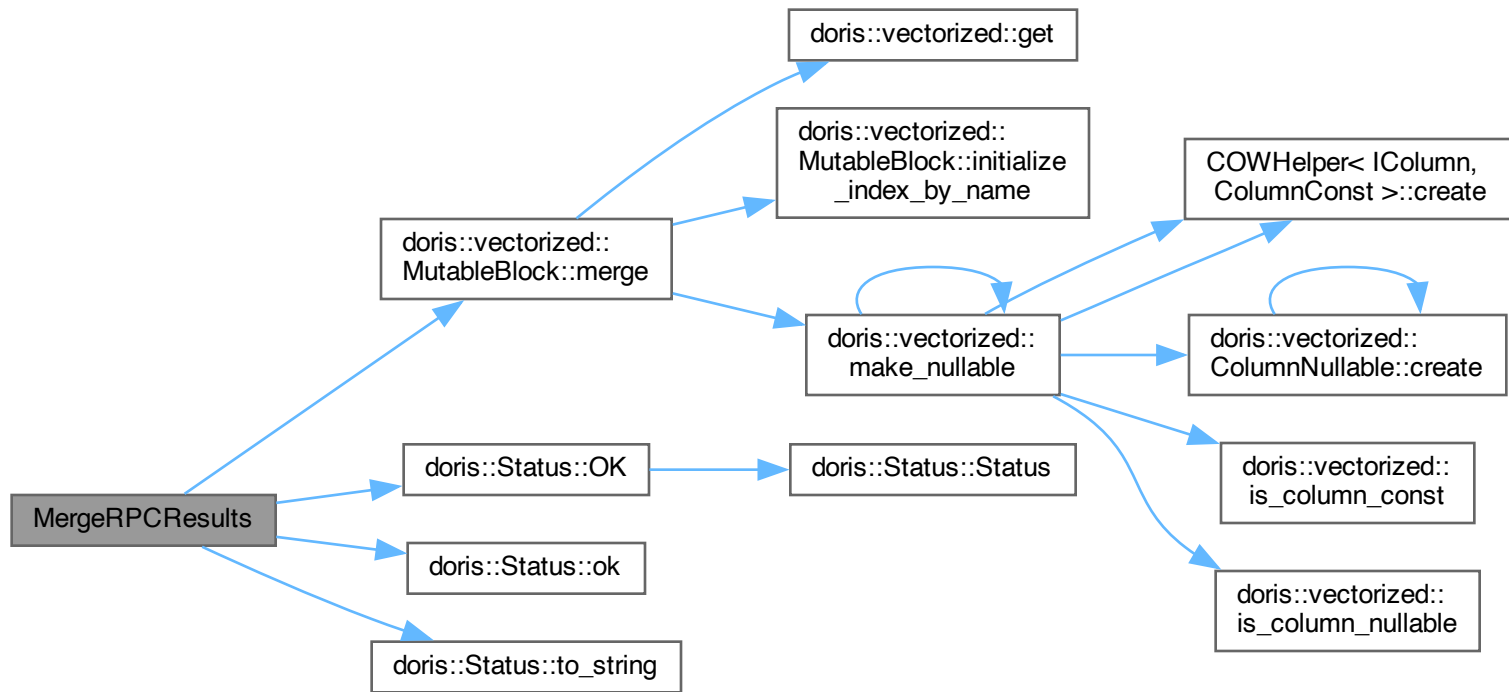 doris::vectorized::get
doris::vectorized::
MutableBlock::initialize
_index_by_name
COWHelper< IColumn,
ColumnConst >::create
doris::vectorized::
MutableBlock::merge
doris::vectorized::
make_nullable
doris::vectorized::
ColumnNullable::create
doris::Status::OK
doris::Status::Status
doris::vectorized::
is_column_const
MergeRPCResults
doris::Status::ok
doris::vectorized::
is_column_nullable
doris::Status::to_string